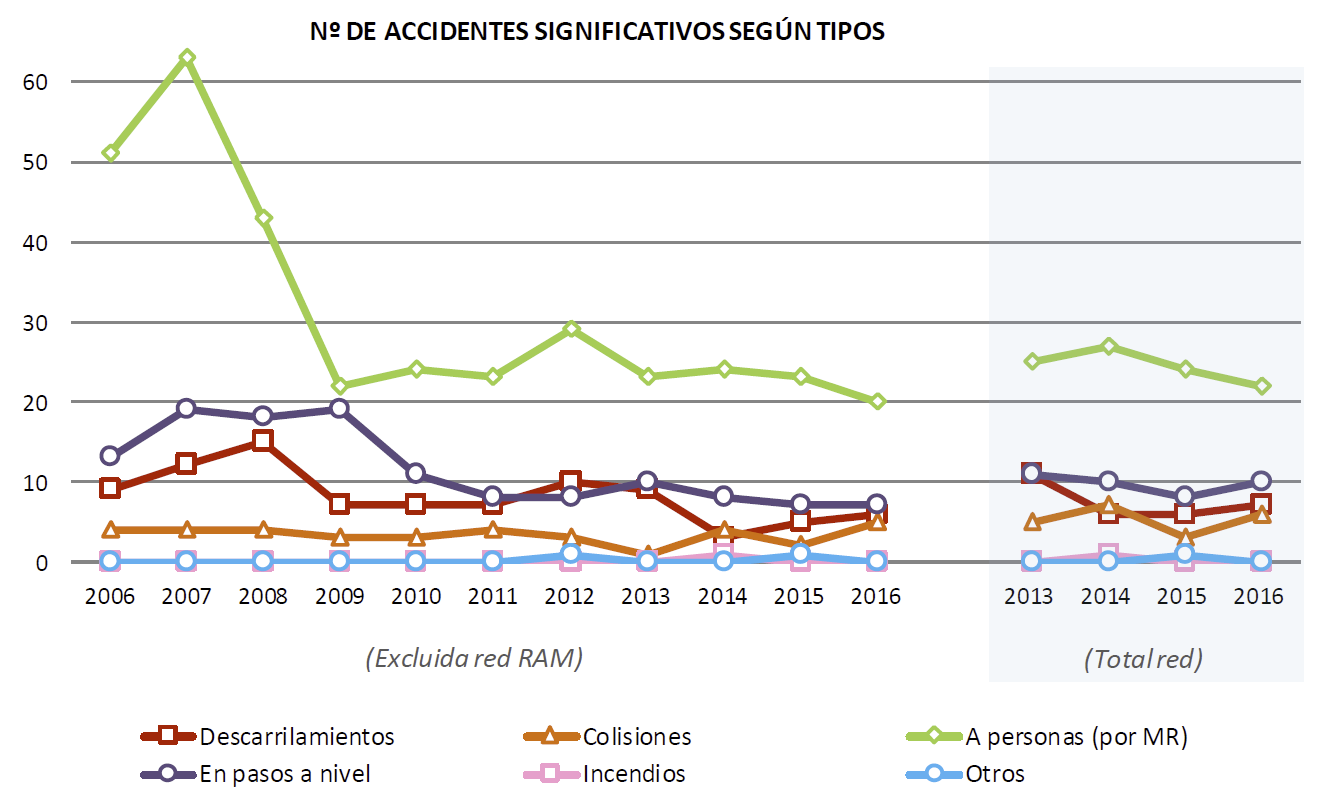 Nº DE ACCIDENTES SIGNIFICATIVOS SEGÚN TIPOS
60
50
40
30
20
10
0
2006 2007 2008 2009 2010 2011 2012 2013 2014 2015 2016 2013 2014 2015 2016
(Excluida red RAM) (Total red)
Descarrilamientos Colisiones A personas (por MR)
En pasos a nivel Incendios Otros